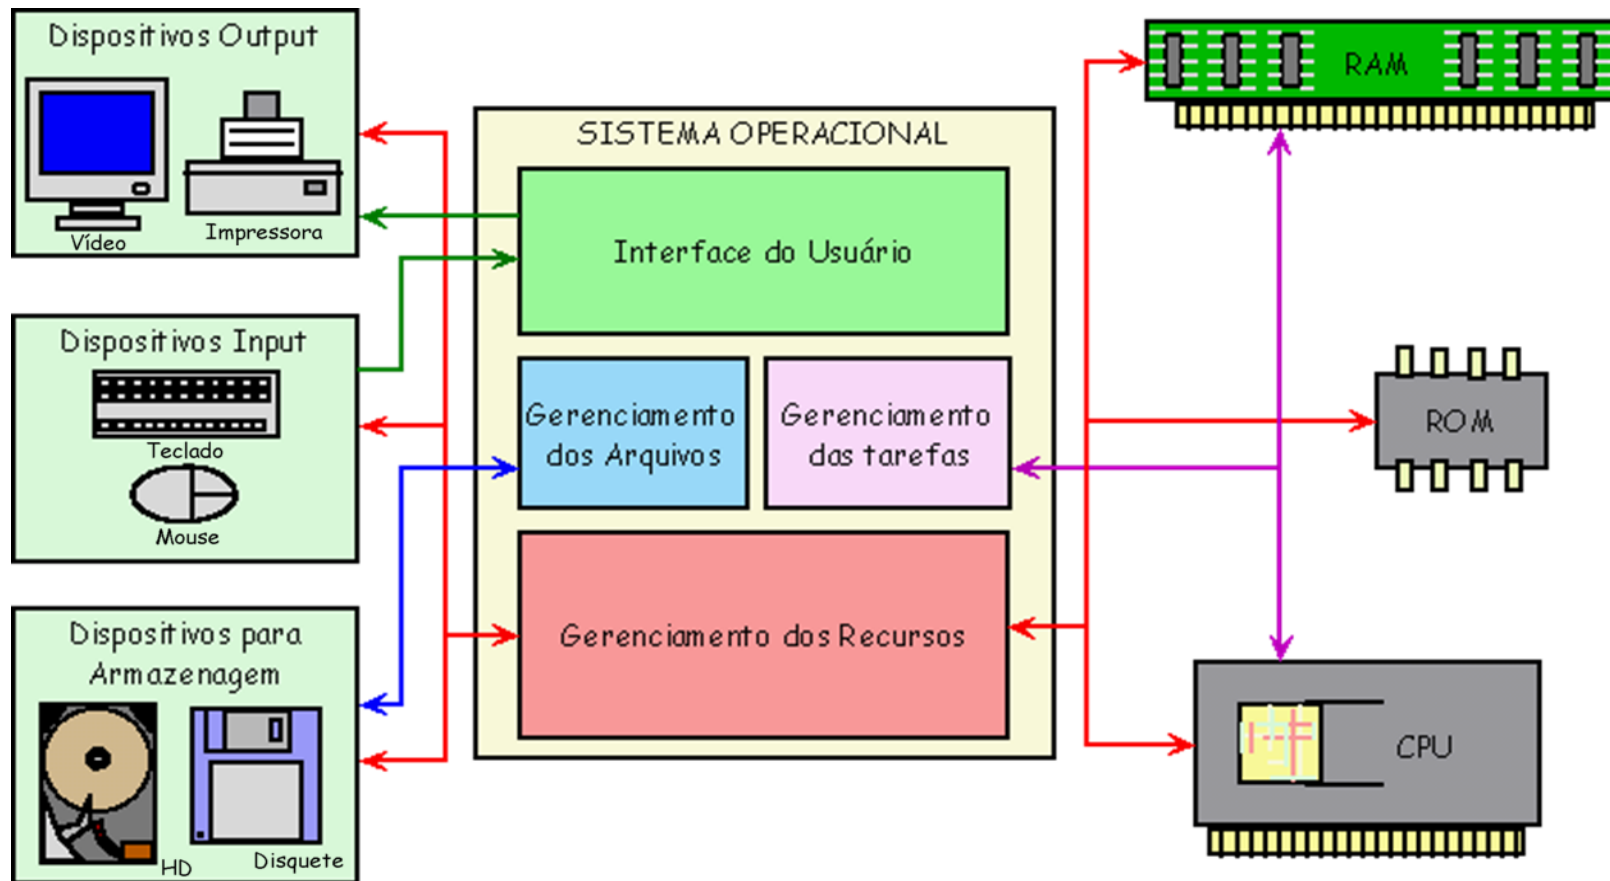 Dispositivos Output
Vídeo
Impressora
Dispositivos Input
Teclado
Mouse
Dispositivos para
Armazenagem
HD
Disquete
SISTEMA OPERACIONAL
Interface do Usuário
Gerenciamento
dos Arquivos
Gerenciamento
das tarefas
Gerenciamento dos Recursos
RAM
ROM
CPU